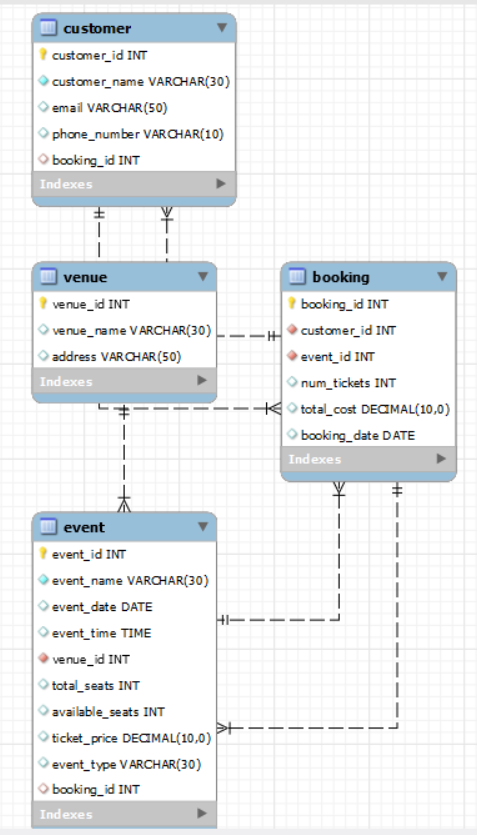 customer
customer_id INT
customer_name VARCHAR(30)
email VARCHAR(50)
phone_number VARCHAR(10)
booking_id INT
Indexes
venue
venue_id INT
venue_name VARCHAR(30)
address VARCHAR(50)
Indexes
booking
booking_id INT
customer_id INT
event_id INT
num_tickets INT
total_cost DECIMAL(10,0)
booking_date DATE
Indexes
event
event_id INT
event_name VARCHAR(30)
event_date DATE
event_time TIME
venue_id INT
total_seats INT
available_seats INT
ticket_price DECIMAL(10,0)
event_type VARCHAR(30)
booking_id INT
Indexes